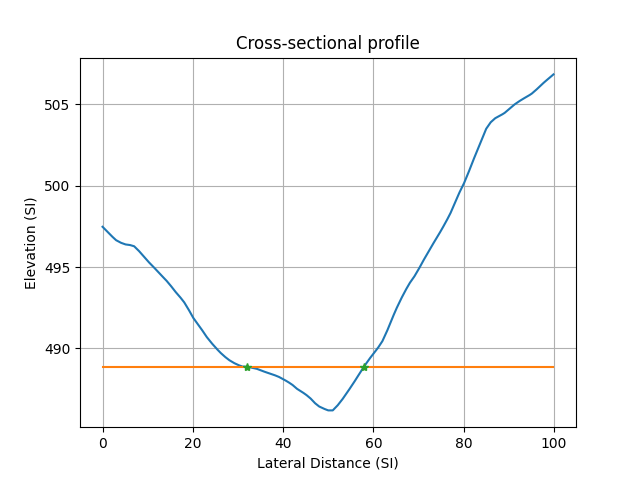 Cross-sectional profile
505
500
495
490
Elevation (SI)
0 20 40 60 80 100
Lateral Distance (SI)